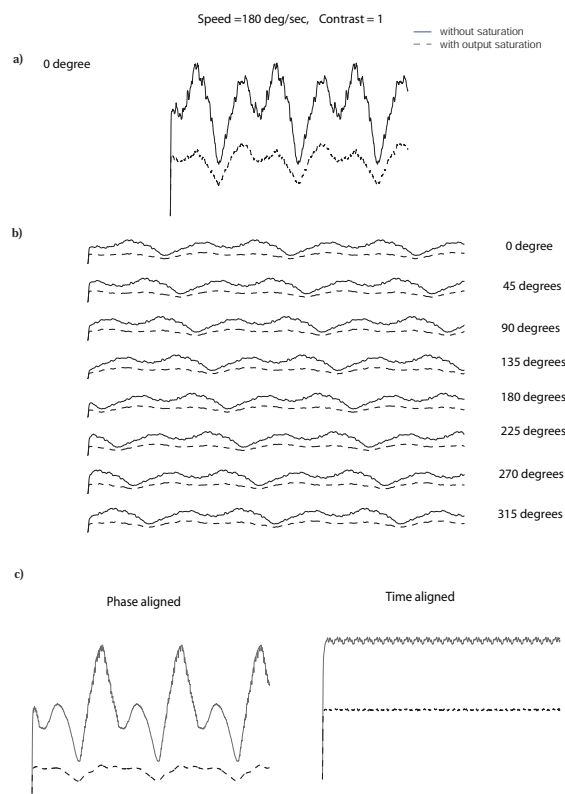 Speed =180 deg/sec,   Contrast = 1
without saturation
with output saturation
a)
0 degree
b)
0 degree
45 degrees
90 degrees
135 degrees
180 degrees
225 degrees
270 degrees
315 degrees
c)
Phase aligned
Time aligned